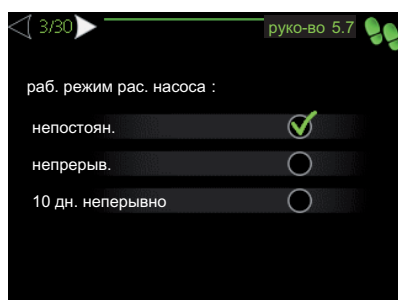 3/30 руко-во 5.7
раб. режим рас. насоса :
непостоян.
непрерыв.
10 дн. неперывно